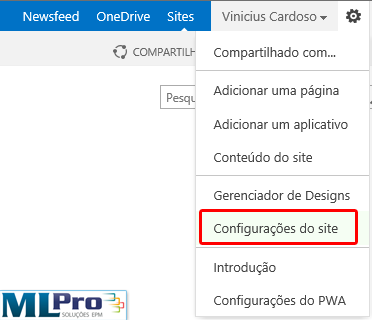 Newsfeed OneDrive Sites Vinicius Cardoso
COMPARTILH
Compartilhado com...
Pesqu
Adicionar uma página
Adicionar um aplicativo
Conteúdo do site
Gerenciador de Designs
Configurações do site
Introdução
Configurações do PWA
MLPro
SOLUÇÕES EPM